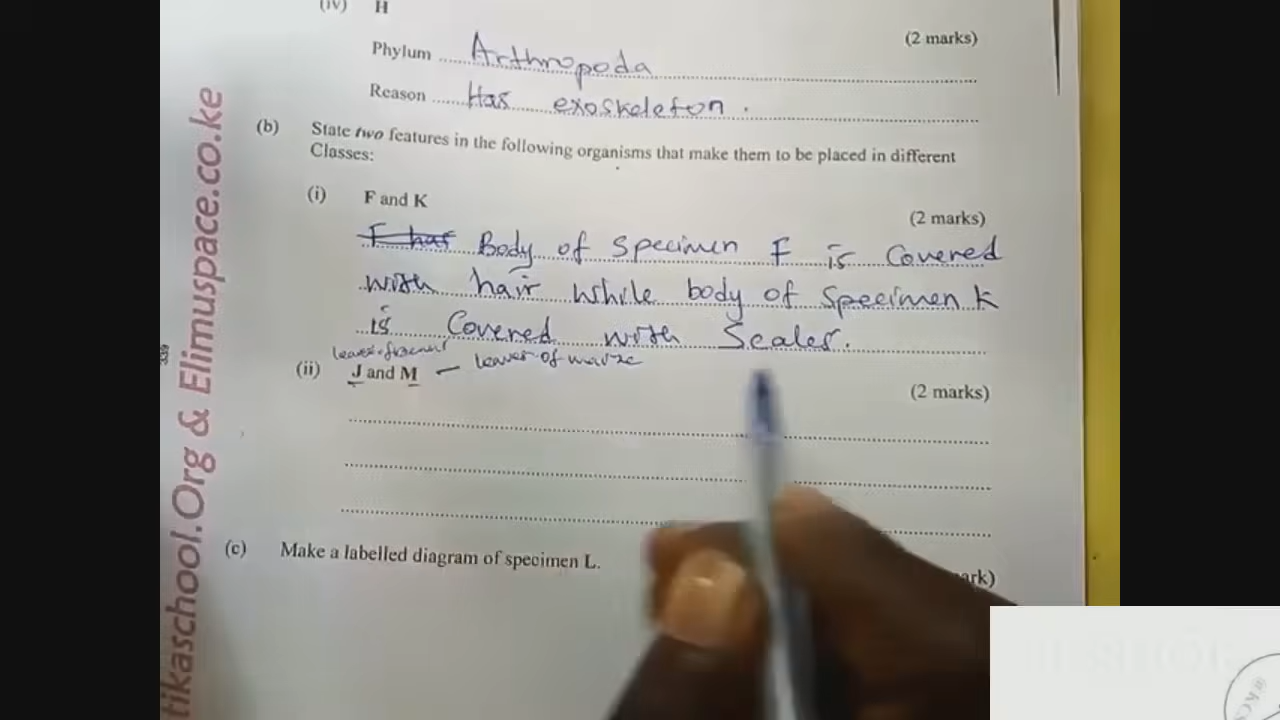 (iv) H
(2 marks)
Phylum Arthropoda
Reason Has exoskeleton.
(b) State two features in the following organisms that make them to be placed in different
Classes:
(i) F and K
(2 marks)
F has Body of specimen F is Covered
with hair while body of specimen K
is Covered with Scales.
(ii) J and M — leaves of maize
(2 marks)
(c) Make a labelled diagram of specimen L.
ark)
tikaschool.Org & Elimuspace.co.ke